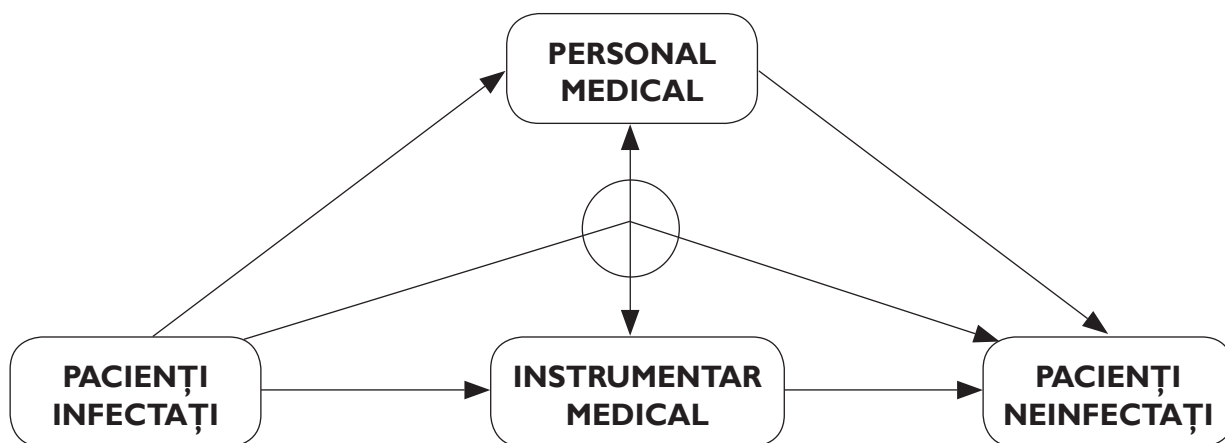 PERSONAL
MEDICAL
PACIENȚI
INFECTAȚI
INSTRUMENTAR
MEDICAL
PACIENȚI
NEINFECTAȚI